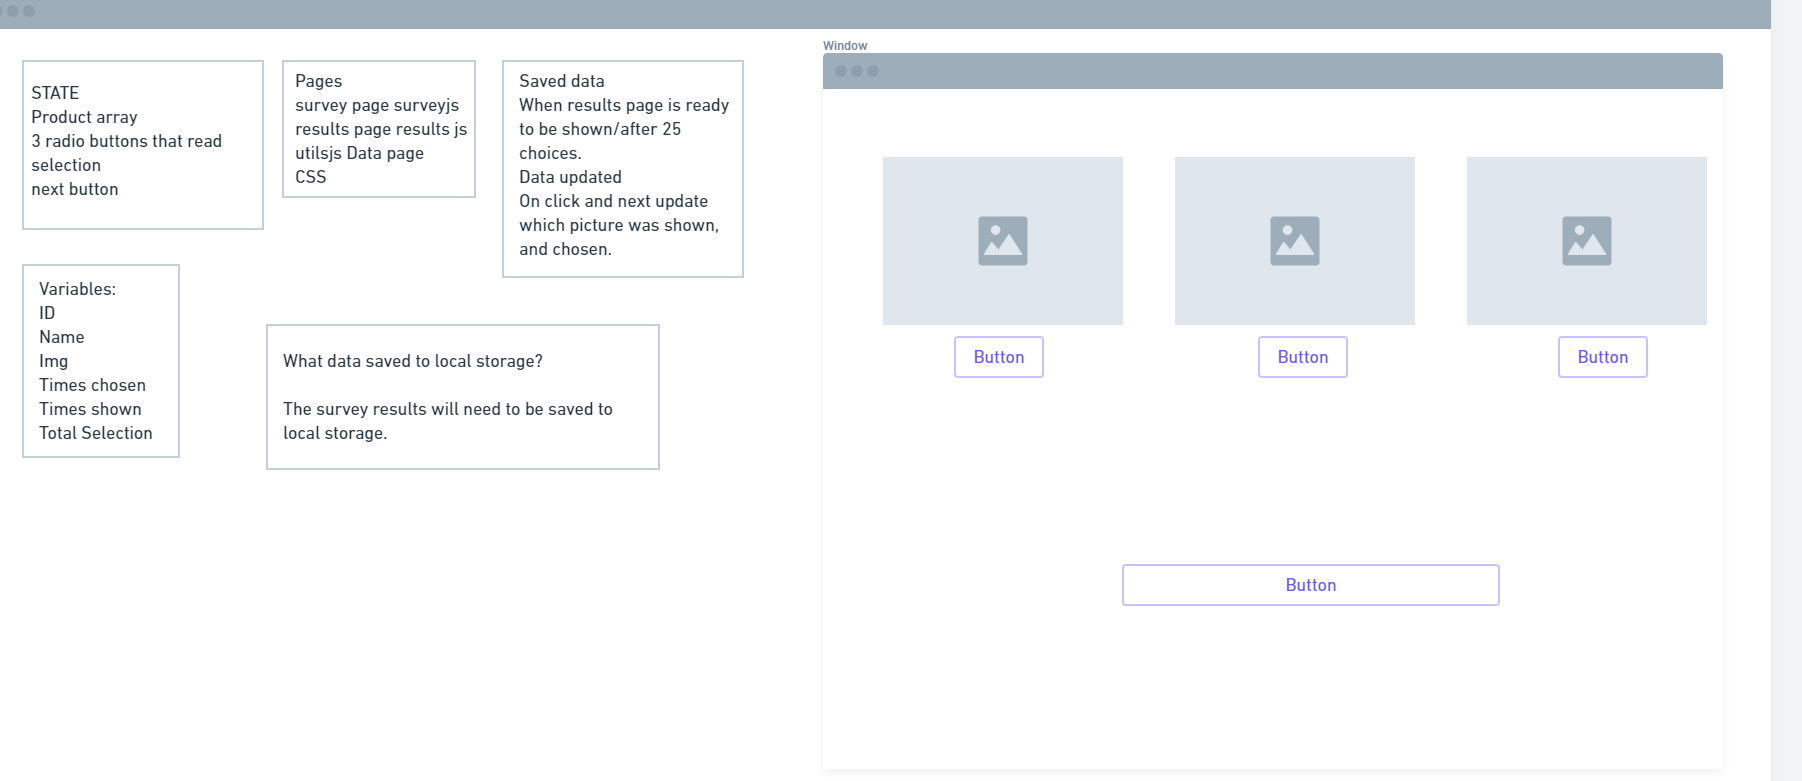 STATE
Product array
3 radio buttons that read
selection
next button
Pages
survey page surveyjs
results page results js
utilsjs Data page
CSS
Saved data
When results page is ready
to be shown/after 25
choices.
Data updated
On click and next update
which picture was shown,
and chosen.
Variables:
ID
Name
Img
Times chosen
Times shown
Total Selection
What data saved to local storage?
The survey results will need to be saved to
local storage.
Window
Button
Button
Button
Button